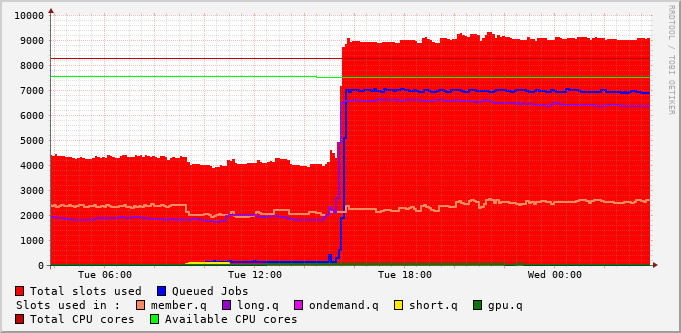 10000
9000
8000
7000
6000
5000
4000
3000
2000
1000
0
Tue 06:00 Tue 12:00 Tue 18:00 Wed 00:00
RRDTOOL / TOBI OETIKER
Total slots used Queued Jobs
Slots used in : member.q long.q ondemand.q short.q gpu.q
Total CPU cores Available CPU cores